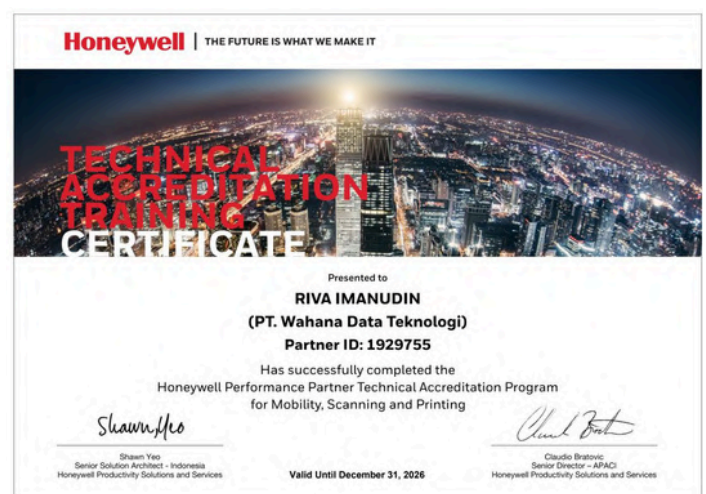 Honeywell | THE FUTURE IS WHAT WE MAKE IT
TECHNICAL
ACCREDITATION
TRAINING
CERTIFICATE
Presented to
RIVA IMANUDIN
(PT. Wahana Data Teknologi)
Partner ID: 1929755
Has successfully completed the
Honeywell Performance Partner Technical Accreditation Program
for Mobility, Scanning and Printing
Shawn Yeo
Shawn Yeo
Senior Solution Architect - Indonesia
Honeywell Productivity Solutions and Services
Valid Until December 31, 2026
Claudio Bratovic
Senior Director – APACI
Honeywell Productivity Solutions and Services